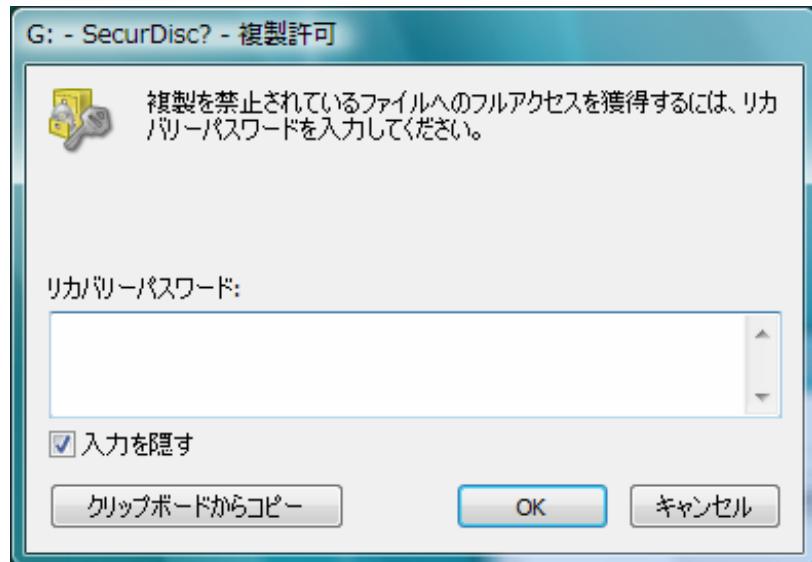 G: - SecurDisc? - 複製許可
複製を禁止されているファイルへのフルアクセスを獲得するには、リカ
バリーパスワードを入力してください。
リカバリーパスワード:
入力を隠す
クリップボードからコピー
OK
キャンセル